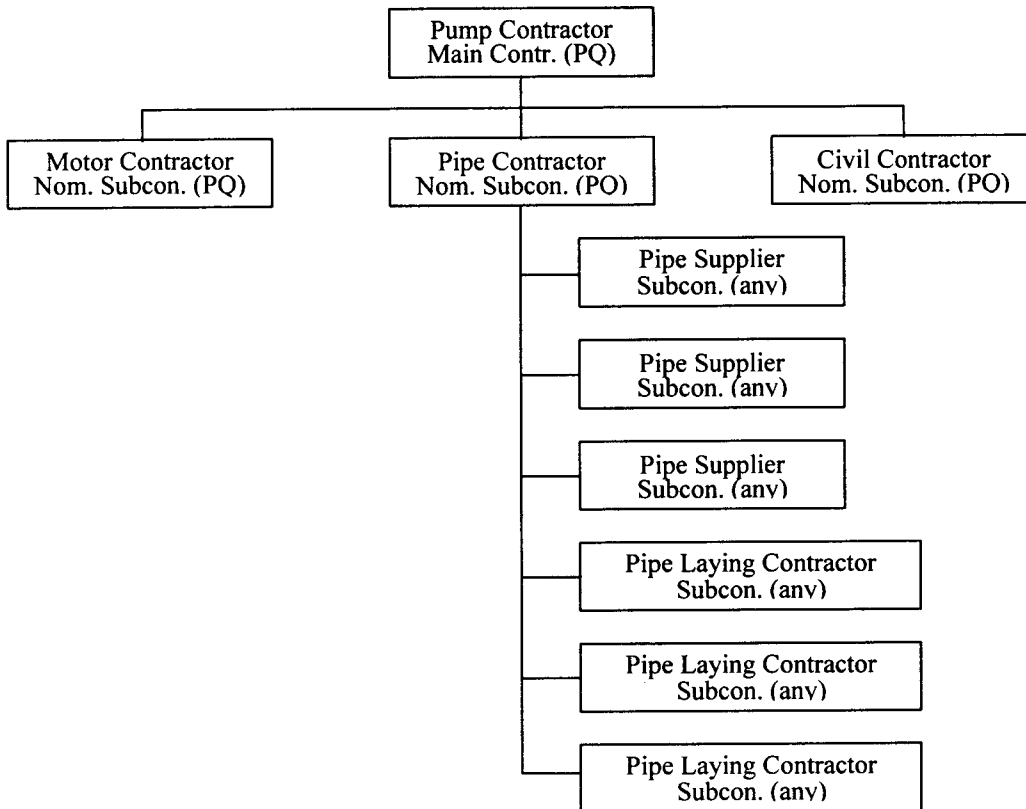 Pump Contractor
Main Contr. (PQ)
Motor Contractor
Nom. Subcon. (PQ)
Pipe Contractor
Nom. Subcon. (PQ)
Civil Contractor
Nom. Subcon. (PQ)
Pipe Supplier
Subcon. (any)
Pipe Supplier
Subcon. (any)
Pipe Supplier
Subcon. (any)
Pipe Laying Contractor
Subcon. (any)
Pipe Laying Contractor
Subcon. (any)
Pipe Laying Contractor
Subcon. (any)